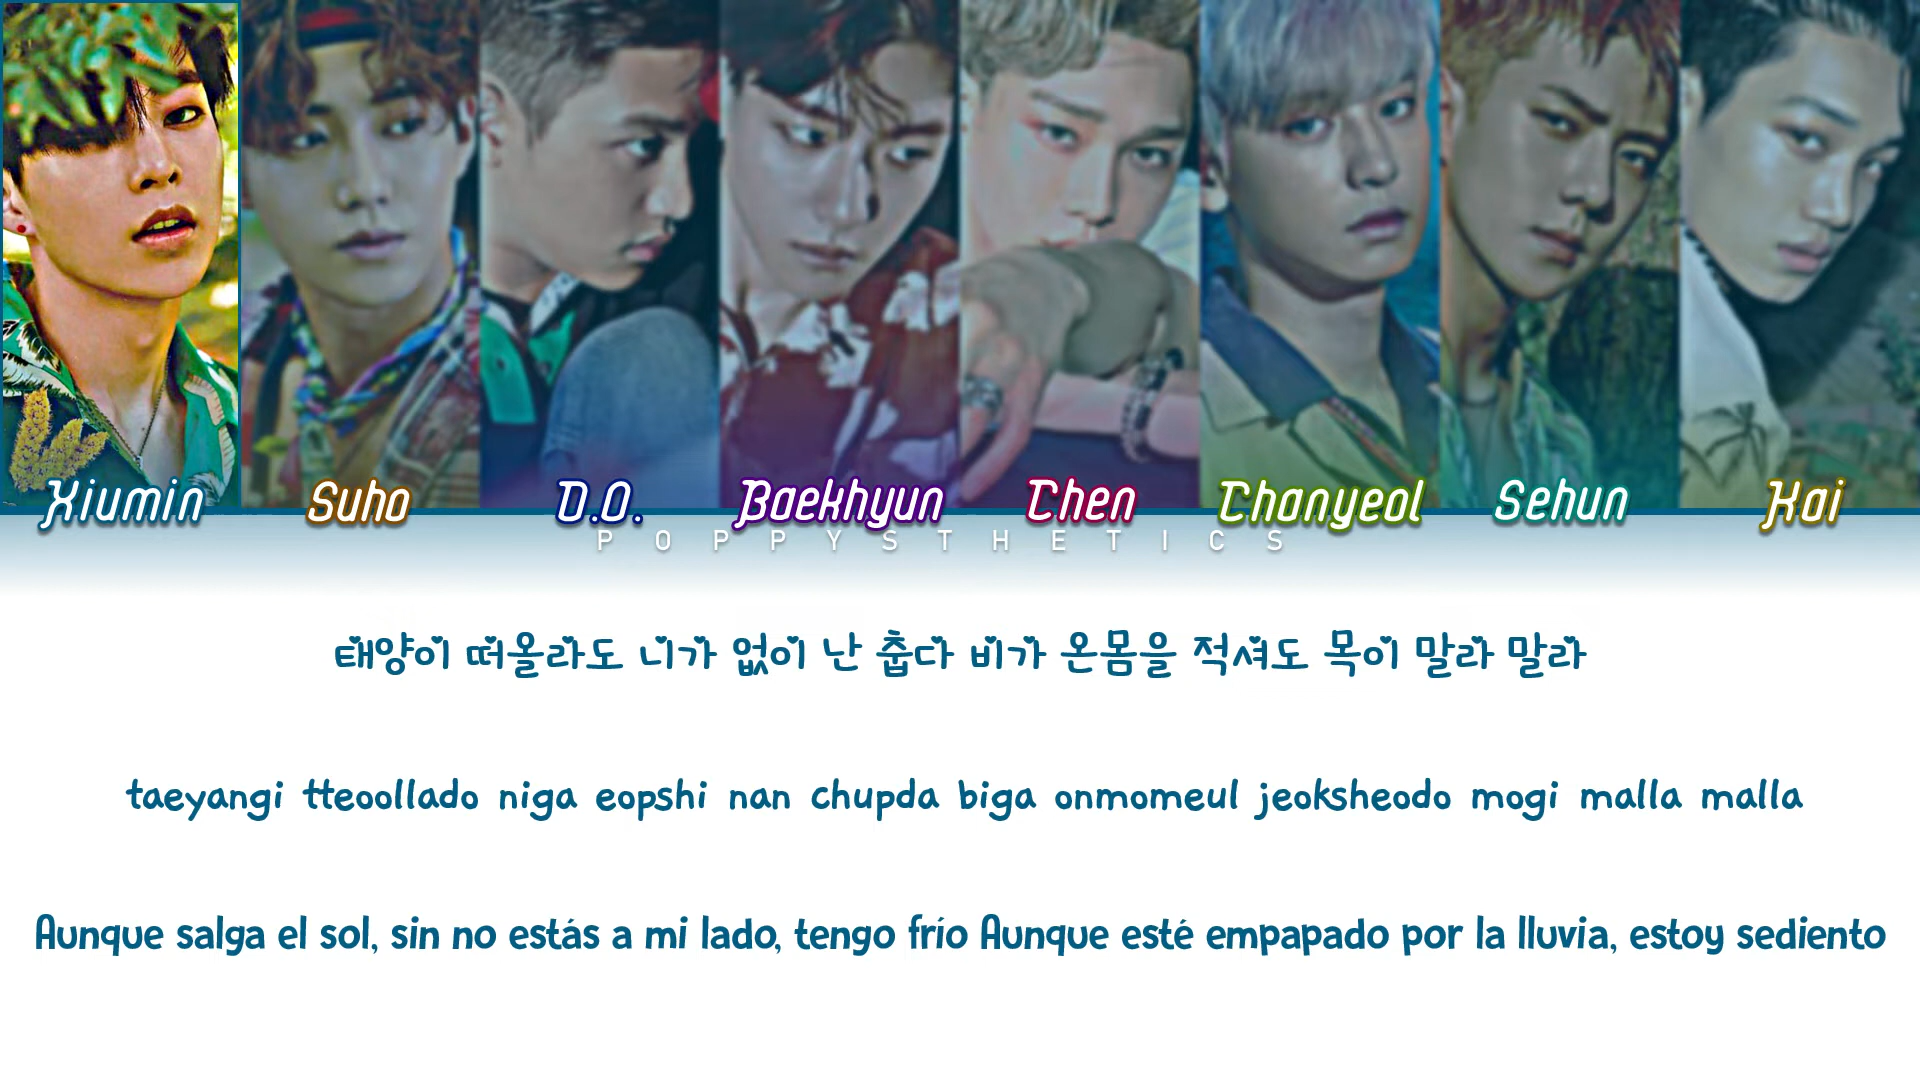 Xiumin Suho D.O. Baekhyun Chen Chanyeol Sehun Kai
POPPYSTHETICS
태양이 떠올라도 니가 없이 난 춥다 비가 온몸을 적셔도 목이 말라 말라
taeyangi tteoollado niga eopshi nan chupda biga onmomeul jeoksheodo mogi malla malla
Aunque salga el sol, sin no estás a mi lado, tengo frío Aunque esté empapado por la lluvia, estoy sediento